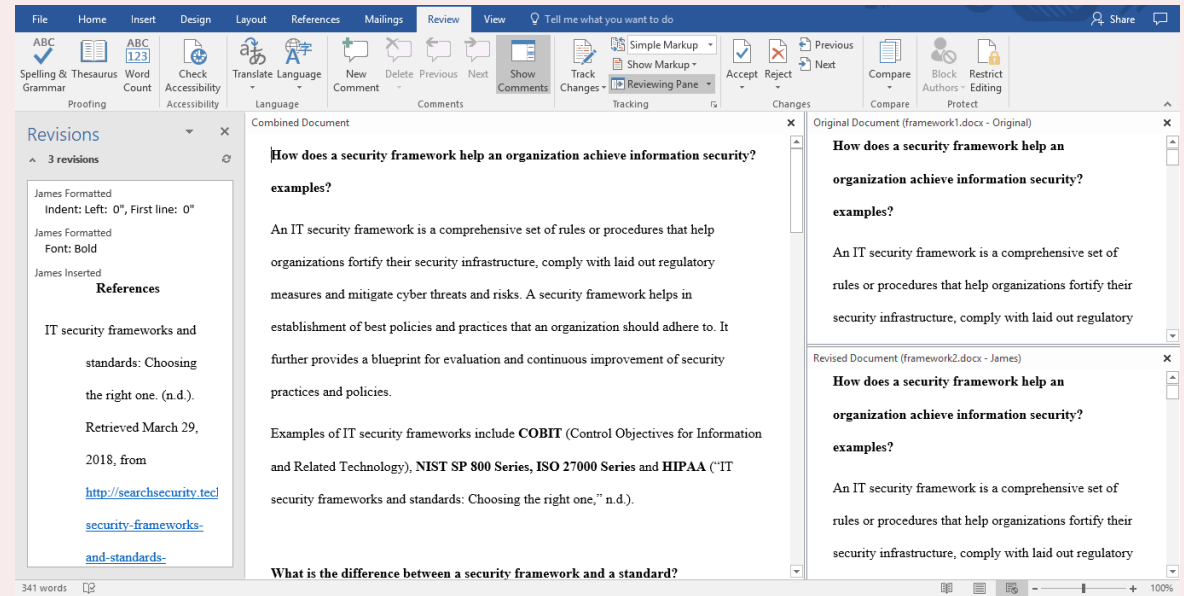 File Home Insert Design Layout References Mailings Review View Tell me what you want to do Share
ABC ABC 123
Spelling & Grammar Thesaurus Word Count Check Accessibility Translate Language New Comment Delete Previous Next Show Comments Track Changes Simple Markup Show Markup Reviewing Pane Accept Reject Previous Next Compare Block Authors Restrict Editing
Proofing Accessibility Language Comments Tracking Changes Compare Protect
Revisions
3 revisions
James Formatted
Indent: Left: 0", First line: 0"
James Formatted
Font: Bold
James Inserted
References
IT security frameworks and
standards: Choosing
the right one. (n.d.).
Retrieved March 29,
2018, from
http://searchsecurity.tecl
security-frameworks-
and-standards-
Combined Document
How does a security framework help an organization achieve information security?
examples?
An IT security framework is a comprehensive set of rules or procedures that help
organizations fortify their security infrastructure, comply with laid out regulatory
measures and mitigate cyber threats and risks. A security framework helps in
establishment of best policies and practices that an organization should adhere to. It
further provides a blueprint for evaluation and continuous improvement of security
practices and policies.
Examples of IT security frameworks include COBIT (Control Objectives for Information
and Related Technology), NIST SP 800 Series, ISO 27000 Series and HIPAA (“IT
security frameworks and standards: Choosing the right one,” n.d.).
What is the difference between a security framework and a standard?
Original Document (framework1.docx - Original)
How does a security framework help an
organization achieve information security?
examples?
An IT security framework is a comprehensive set of
rules or procedures that help organizations fortify their
security infrastructure, comply with laid out regulatory
Revised Document (framework2.docx - James)
How does a security framework help an
organization achieve information security?
examples?
An IT security framework is a comprehensive set of
rules or procedures that help organizations fortify their
security infrastructure, comply with laid out regulatory
341 words 100%